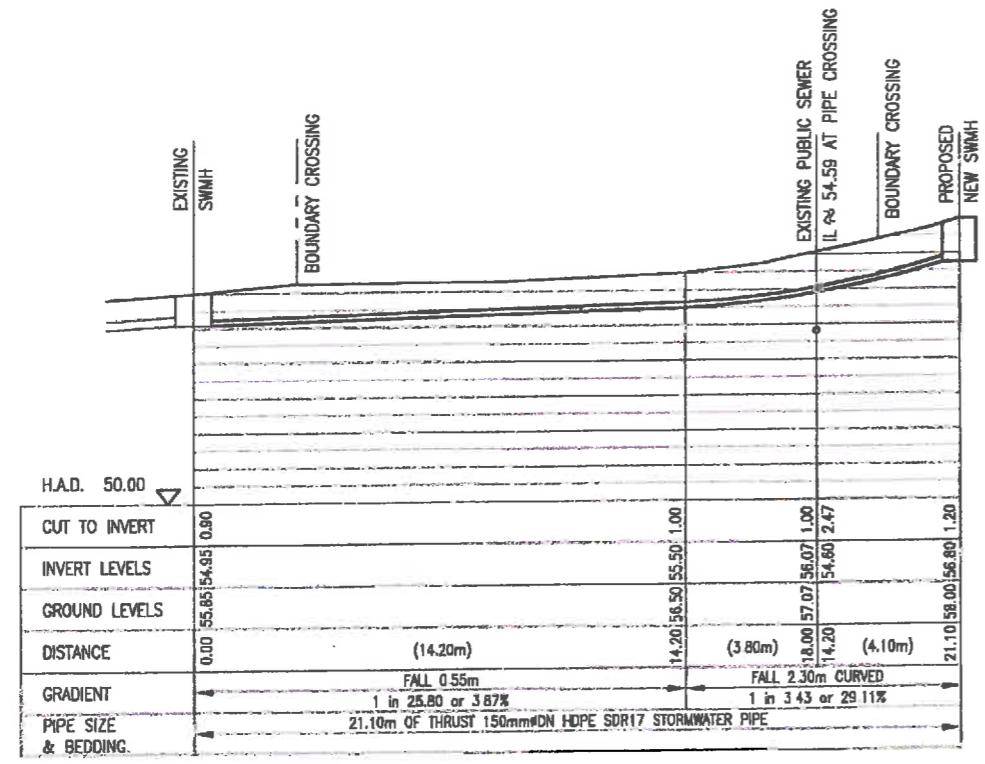 EXISTING
SWMH
BOUNDARY CROSSING
EXISTING PUBLIC SEWER
IL 54.59 AT PIPE CROSSING
BOUNDARY CROSSING
PROPOSED
NEW SWMH
H.A.D. 50.00
CUT TO INVERT 0.90 1.00 1.00 2.47 1.20
INVERT LEVELS 54.95 55.50 56.07 54.60 56.80
GROUND LEVELS 55.85 56.50 57.07 58.00
DISTANCE 0.00 (14.20m) 14.20 (3.80m) 18.00 14.20 (4.10m) 21.10
GRADIENT
FALL 0.55m
1 in 25.80 or 3.87%
FALL 2.30m CURVED
1 in 3.43 or 29.11%
PIPE SIZE
& BEDDING.
21.10m OF THRUST 150mmØDN HDPE SDR17 STORMWATER PIPE